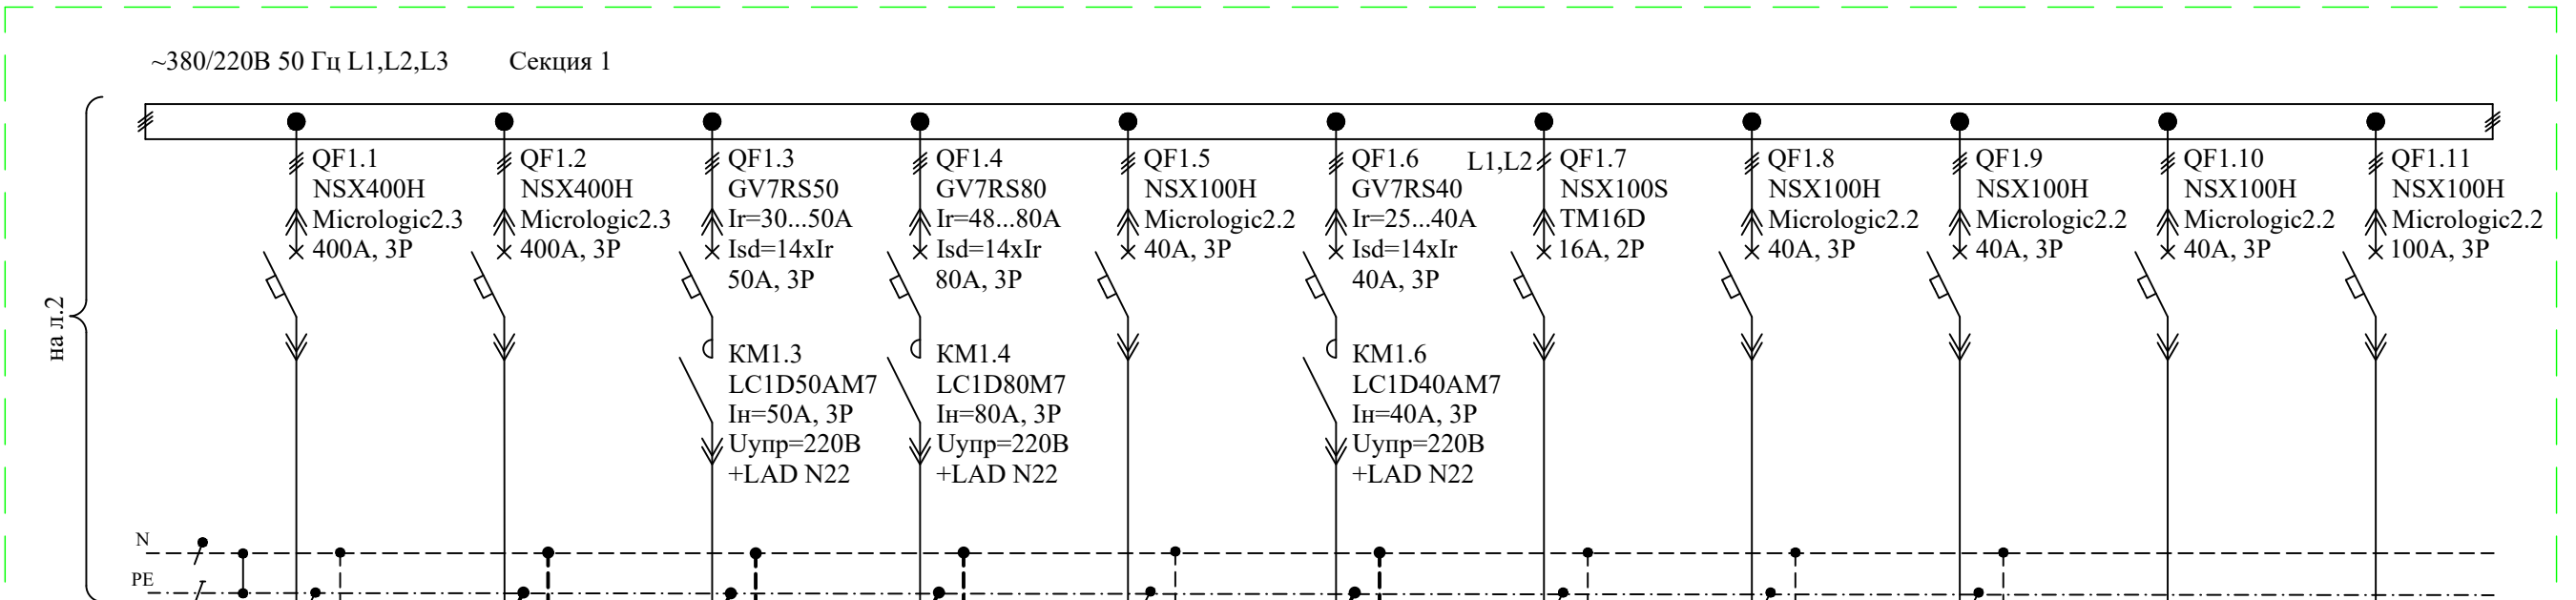 ~380/220В 50 Гц L1,L2,L3 Секция 1
на л.2
QF1.1
NSX400H
Micrologic2.3
400A, 3P
QF1.2
NSX400H
Micrologic2.3
400A, 3P
QF1.3
GV7RS50
Ir=30...50A
Isd=14xIr
50A, 3P
KM1.3
LC1D50AM7
Iн=50A, 3P
Uупр=220В
+LAD N22
QF1.4
GV7RS80
Ir=48...80A
Isd=14xIr
80A, 3P
KM1.4
LC1D80M7
Iн=80A, 3P
Uупр=220В
+LAD N22
QF1.5
NSX100H
Micrologic2.2
40A, 3P
QF1.6
GV7RS40
Ir=25...40A
Isd=14xIr
40A, 3P
KM1.6
LC1D40AM7
Iн=40A, 3P
Uупр=220В
+LAD N22
L1,L2
QF1.7
NSX100S
TM16D
16A, 2P
QF1.8
NSX100H
Micrologic2.2
40A, 3P
QF1.9
NSX100H
Micrologic2.2
40A, 3P
QF1.10
NSX100H
Micrologic2.2
40A, 3P
QF1.11
NSX100H
Micrologic2.2
100A, 3P
N
PE